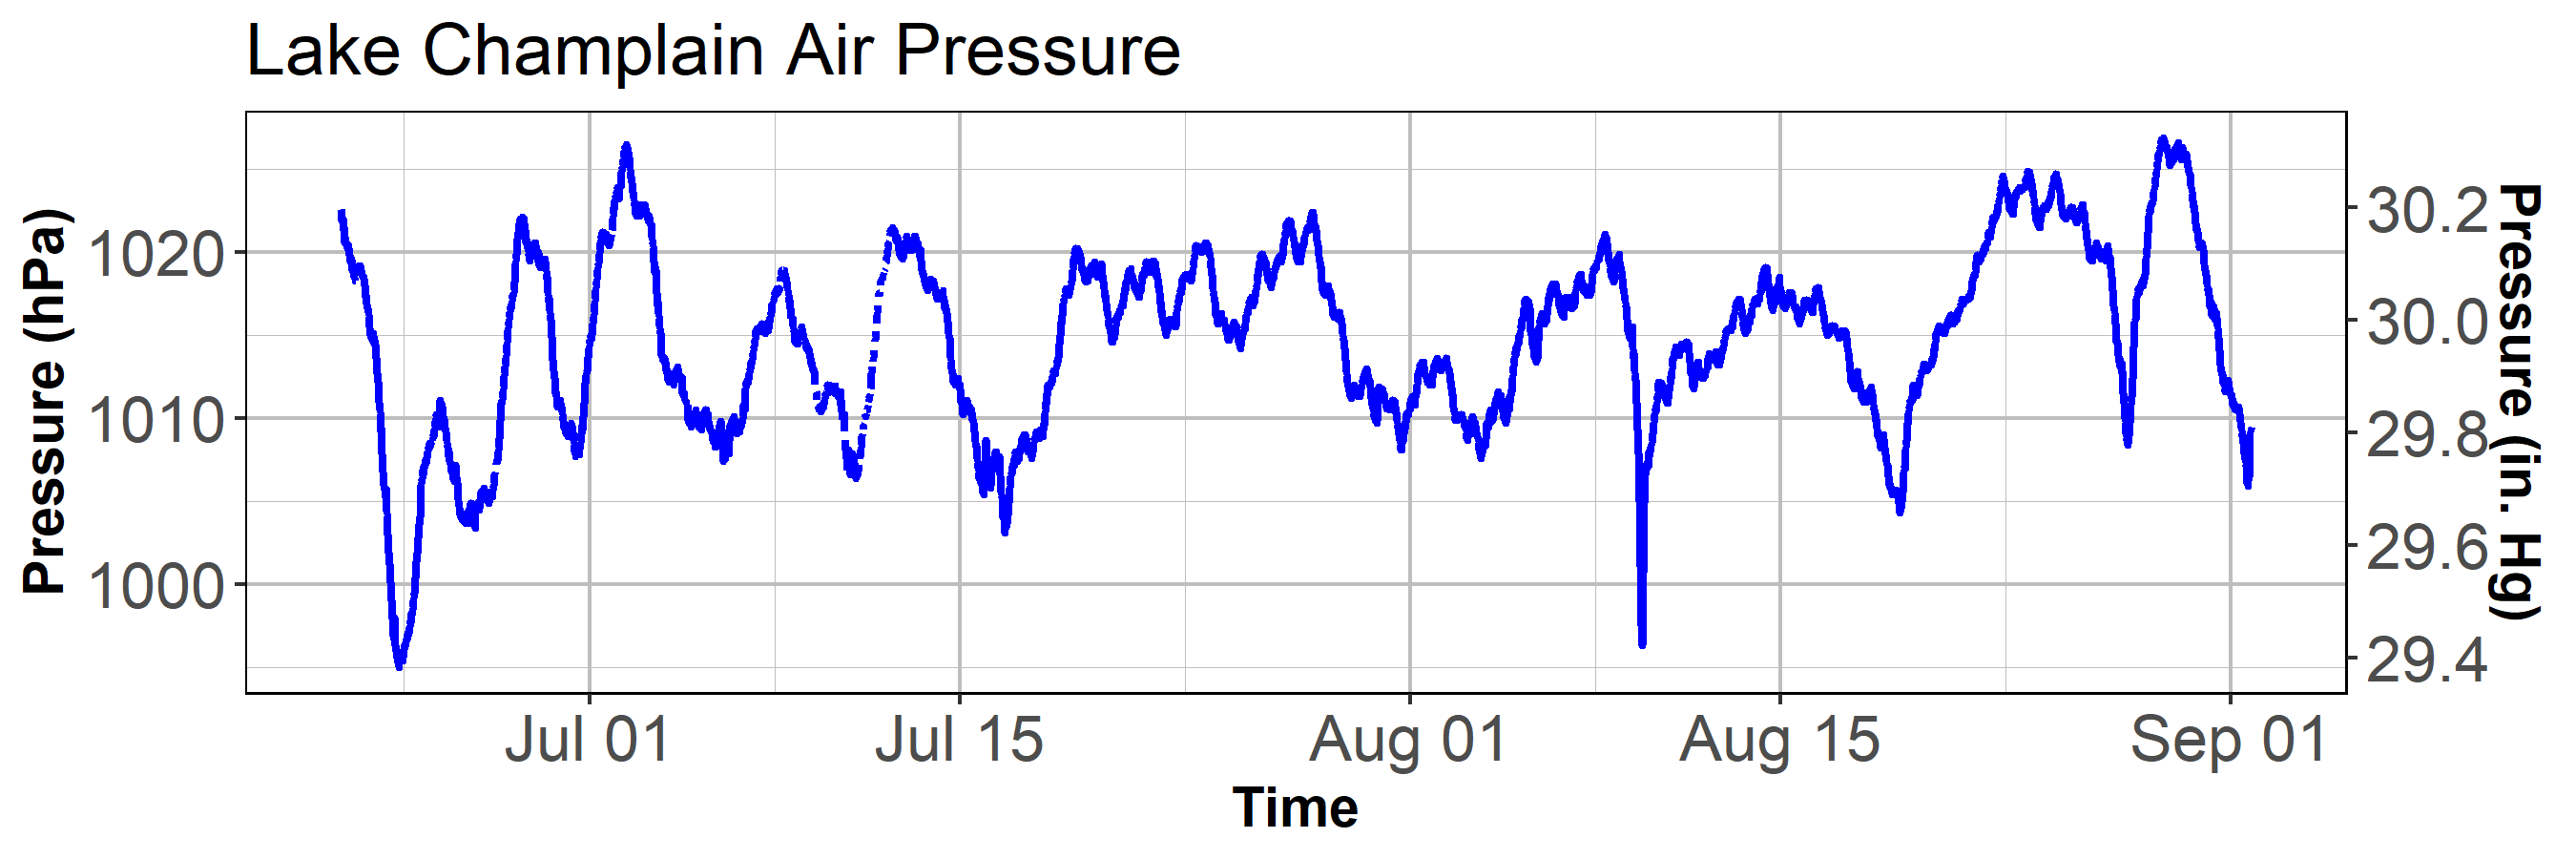 Lake Champlain Air Pressure
Pressure (hPa)
1020
1010
1000
30.2
30.0
29.8
29.6
29.4
Pressure (in. Hg)
Jul 01
Jul 15
Aug 01
Aug 15
Sep 01
Time